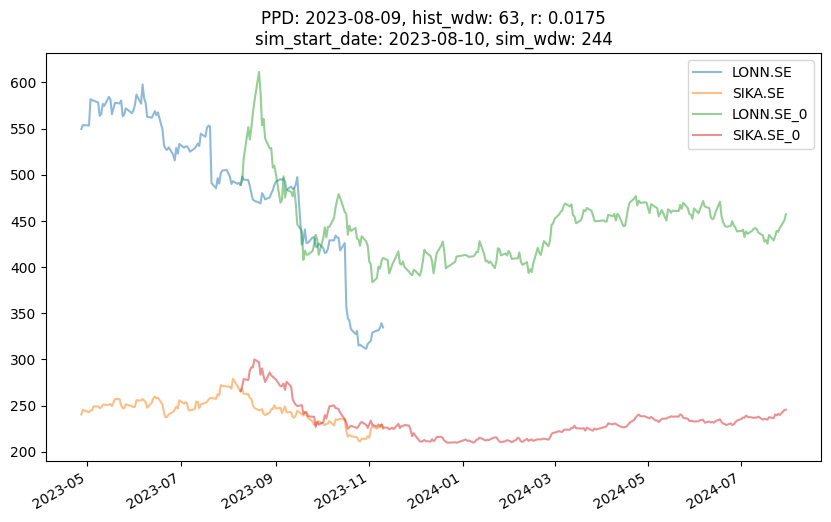 PPD: 2023-08-09, hist_wdw: 63, r: 0.0175
sim_start_date: 2023-08-10, sim_wdw: 244
LONN.SE
SIKA.SE
LONN.SE_0
SIKA.SE_0
600
550
500
450
400
350
300
250
200
2023-05
2023-07
2023-09
2023-11
2024-01
2024-03
2024-05
2024-07